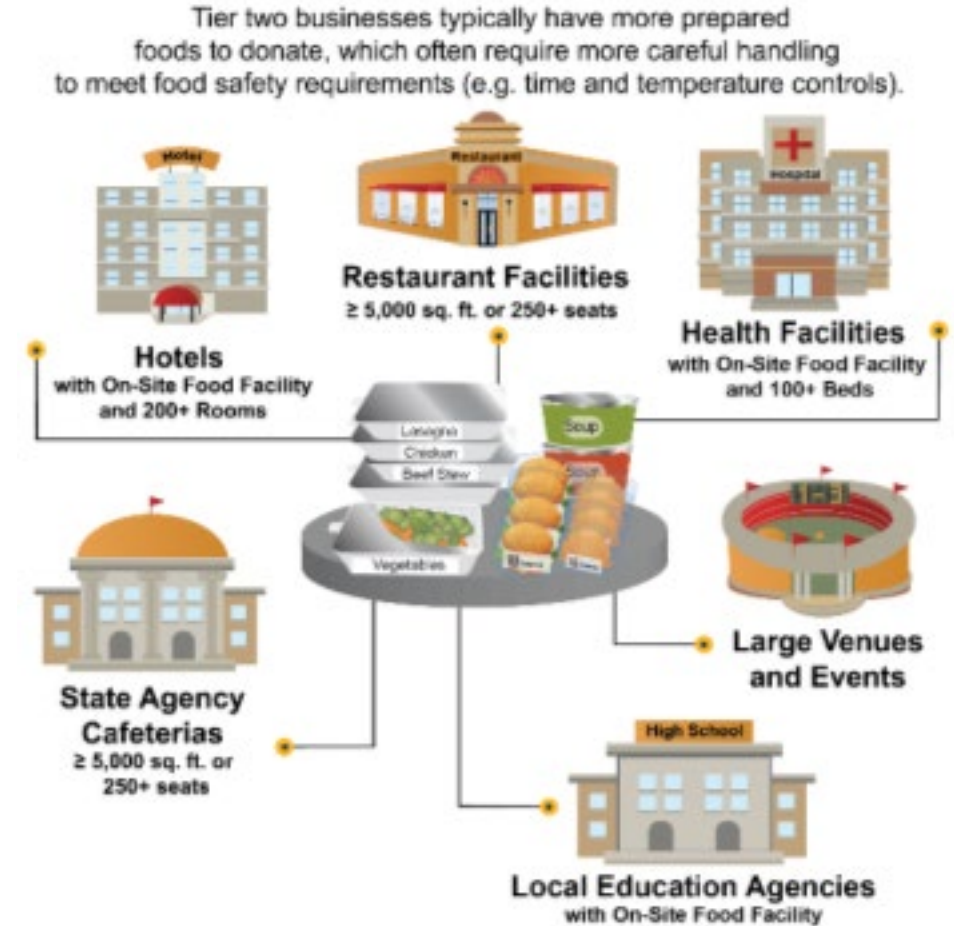 Tier two businesses typically have more prepared
foods to donate, which often require more careful handling
to meet food safety requirements (e.g. time and temperature controls).
Hotel
Restaurant
Hospital
Restaurant Facilities
≥ 5,000 sq. ft. or 250+ seats
Health Facilities
with On-Site Food Facility
and 100+ Beds
Hotels
with On-Site Food Facility
and 200+ Rooms
Lasagna
Chicken
Beef Stew
Vegetables
Soup
Soup
1-3
Large Venues
and Events
State Agency
Cafeterias
≥ 5,000 sq. ft. or
250+ seats
High School
Local Education Agencies
with On-Site Food Facility